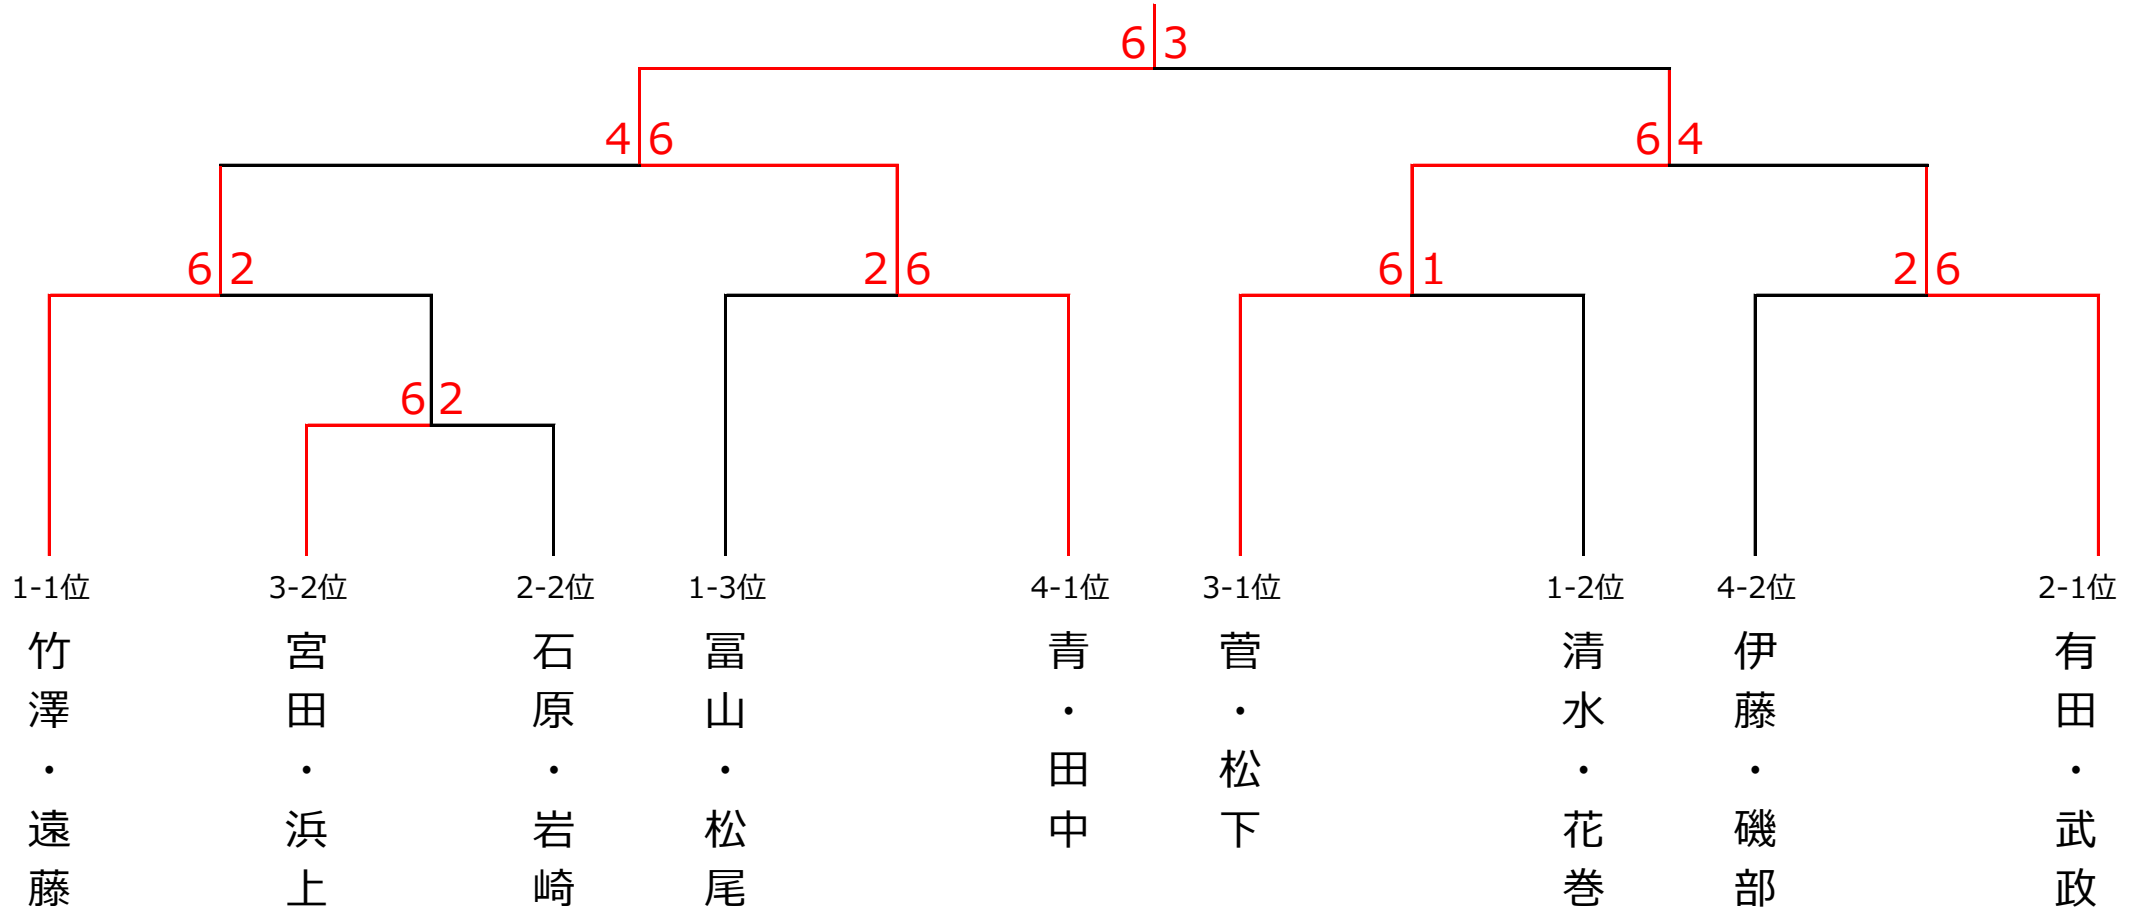 6 3
4 6
6 4
6 2
2 6
6 1
2 6
6 2
1-1位
3-2位
2-2位
1-3位
4-1位
3-1位
1-2位
4-2位
2-1位
竹澤・遠藤
宮田・浜上
石原・岩崎
冨山・松尾
青・田中
菅・松下
清水・花巻
伊藤・磯部
有田・武政